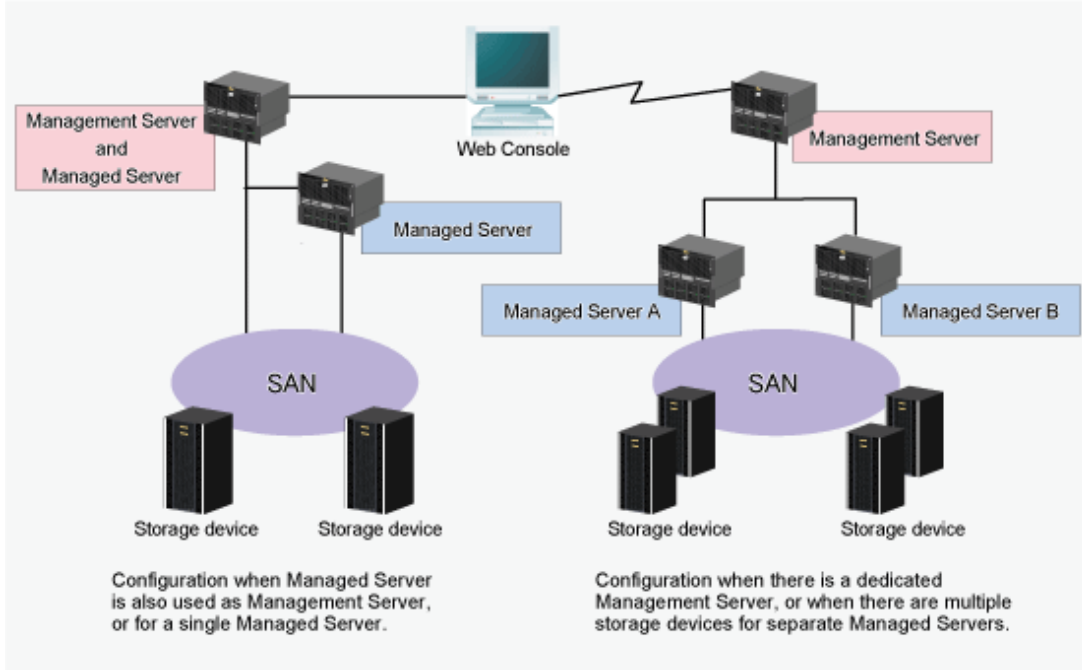 Web Console
Management Server
and
Managed Server
Management Server
Managed Server
Managed Server A
Managed Server B
SAN
SAN
Storage device
Storage device
Storage device
Storage device
Configuration when Managed Server
is also used as Management Server,
or for a single Managed Server.
Configuration when there is a dedicated
Management Server, or when there are multiple
storage devices for separate Managed Servers.